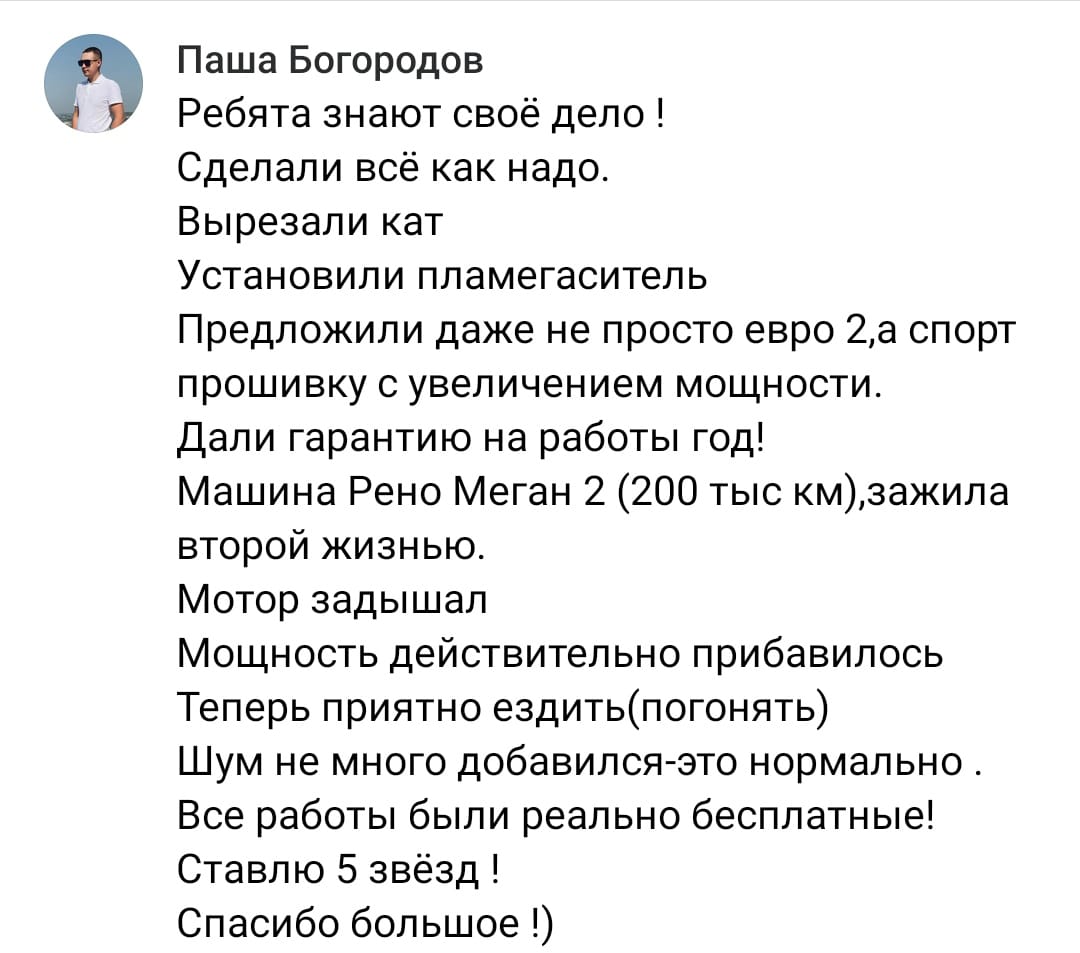 Паша Богородов
Ребята знают своё дело !
Сделали всё как надо.
Вырезали кат
Установили пламегаситель
Предложили даже не просто евро 2,а спорт
прошивку с увеличением мощности.
Дали гарантию на работы год!
Машина Рено Меган 2 (200 тыс км),зажила
второй жизнью.
Мотор задышал
Мощность действительно прибавилось
Теперь приятно ездить(погонять)
Шум не много добавился-это нормально .
Все работы были реально бесплатные!
Ставлю 5 звёзд !
Спасибо большое !)